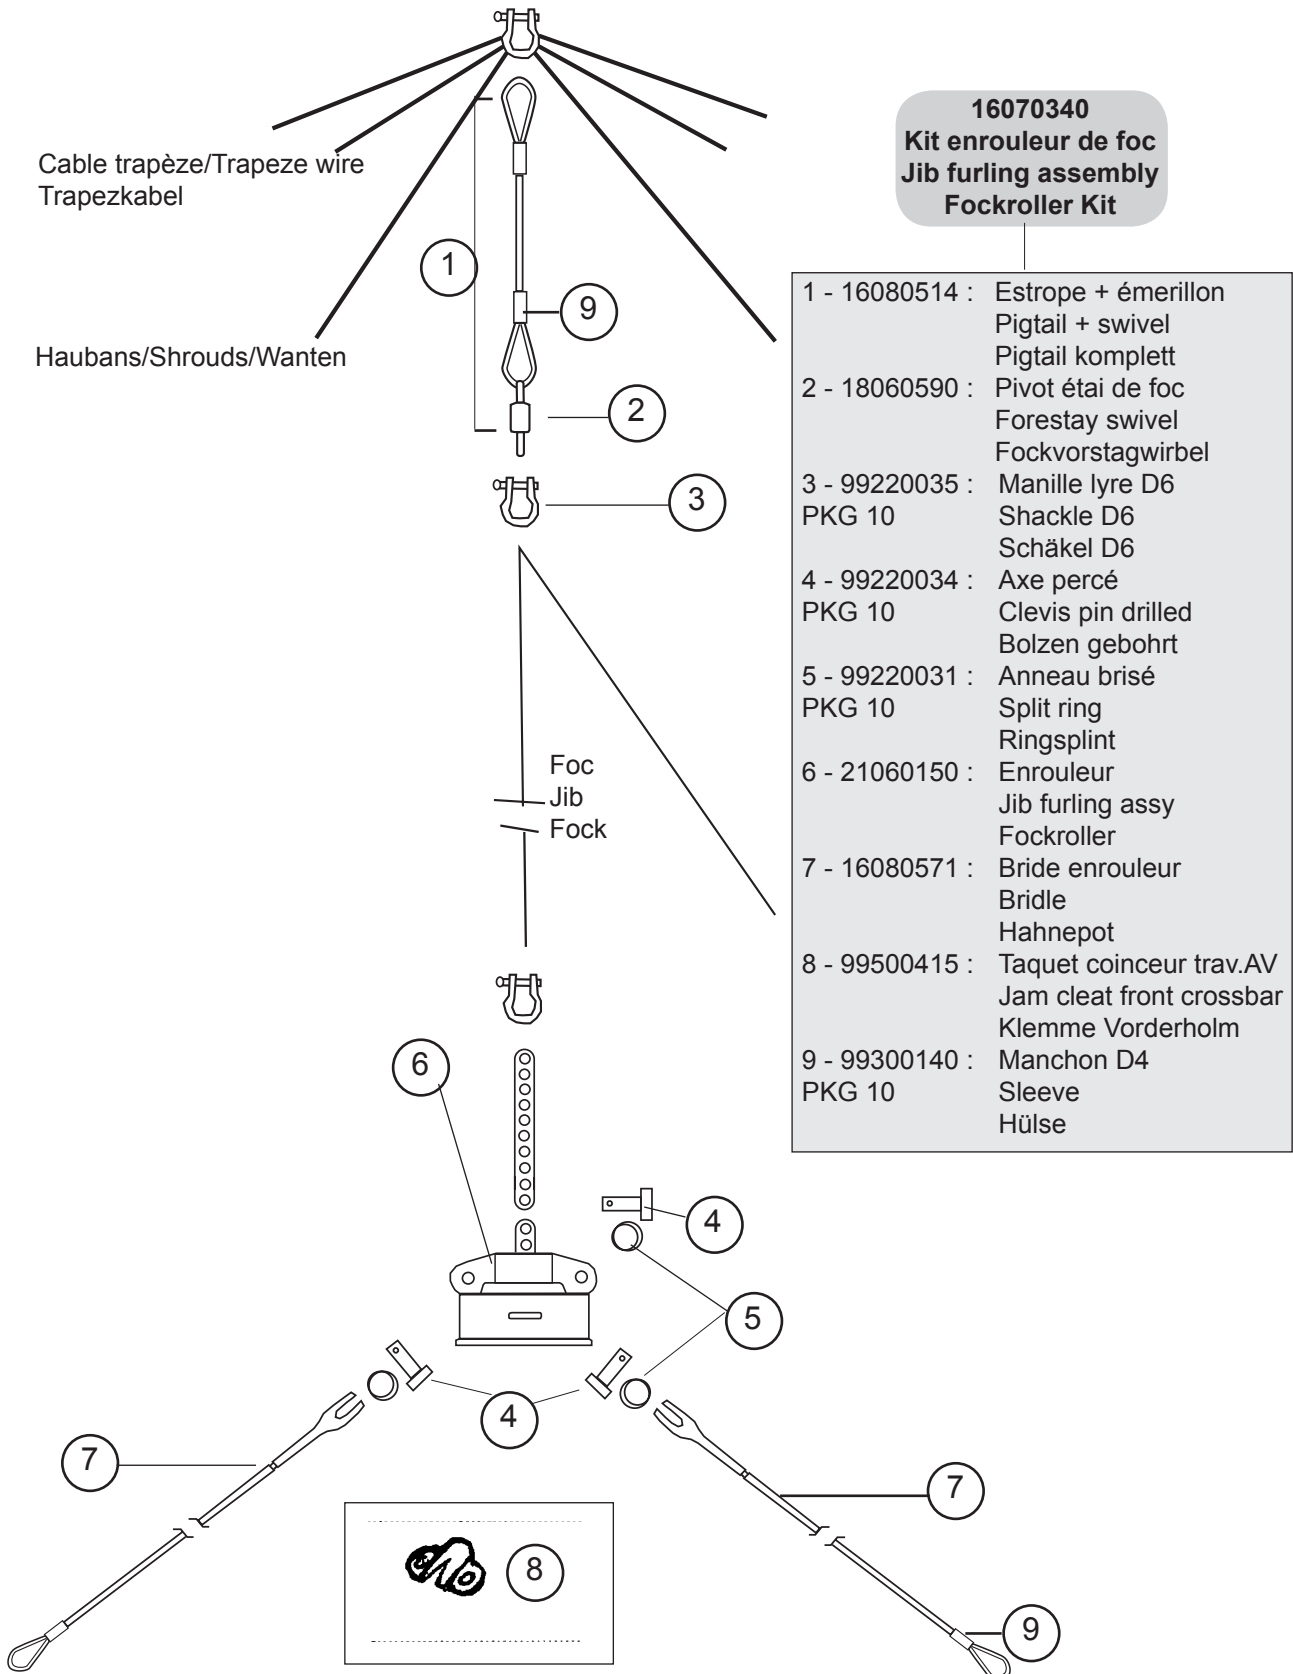 Cable trapèze/Trapeze wire
Trapezkabel
1
9
Haubans/Shrouds/Wanten
2
3
Foc
Jib
Fock
6
4
5
4
7
7
8
9
16070340
Kit enrouleur de foc
Jib furling assembly
Fockroller Kit
1 - 16080514 : Estrope + émerillon
Pigtail + swivel
Pigtail komplett
2 - 18060590 : Pivot étai de foc
Forestay swivel
Fockvorstagwirbel
3 - 99220035 : Manille lyre D6
PKG 10 Shackle D6
Schäkel D6
4 - 99220034 : Axe percé
PKG 10 Clevis pin drilled
Bolzen gebohrt
5 - 99220031 : Anneau brisé
PKG 10 Split ring
Ringsplint
6 - 21060150 : Enrouleur
Jib furling assy
Fockroller
7 - 16080571 : Bride enrouleur
Bridle
Hahnepot
8 - 99500415 : Taquet coinceur trav.AV
Jam cleat front crossbar
Klemme Vorderholm
9 - 99300140 : Manchon D4
PKG 10 Sleeve
Hülse